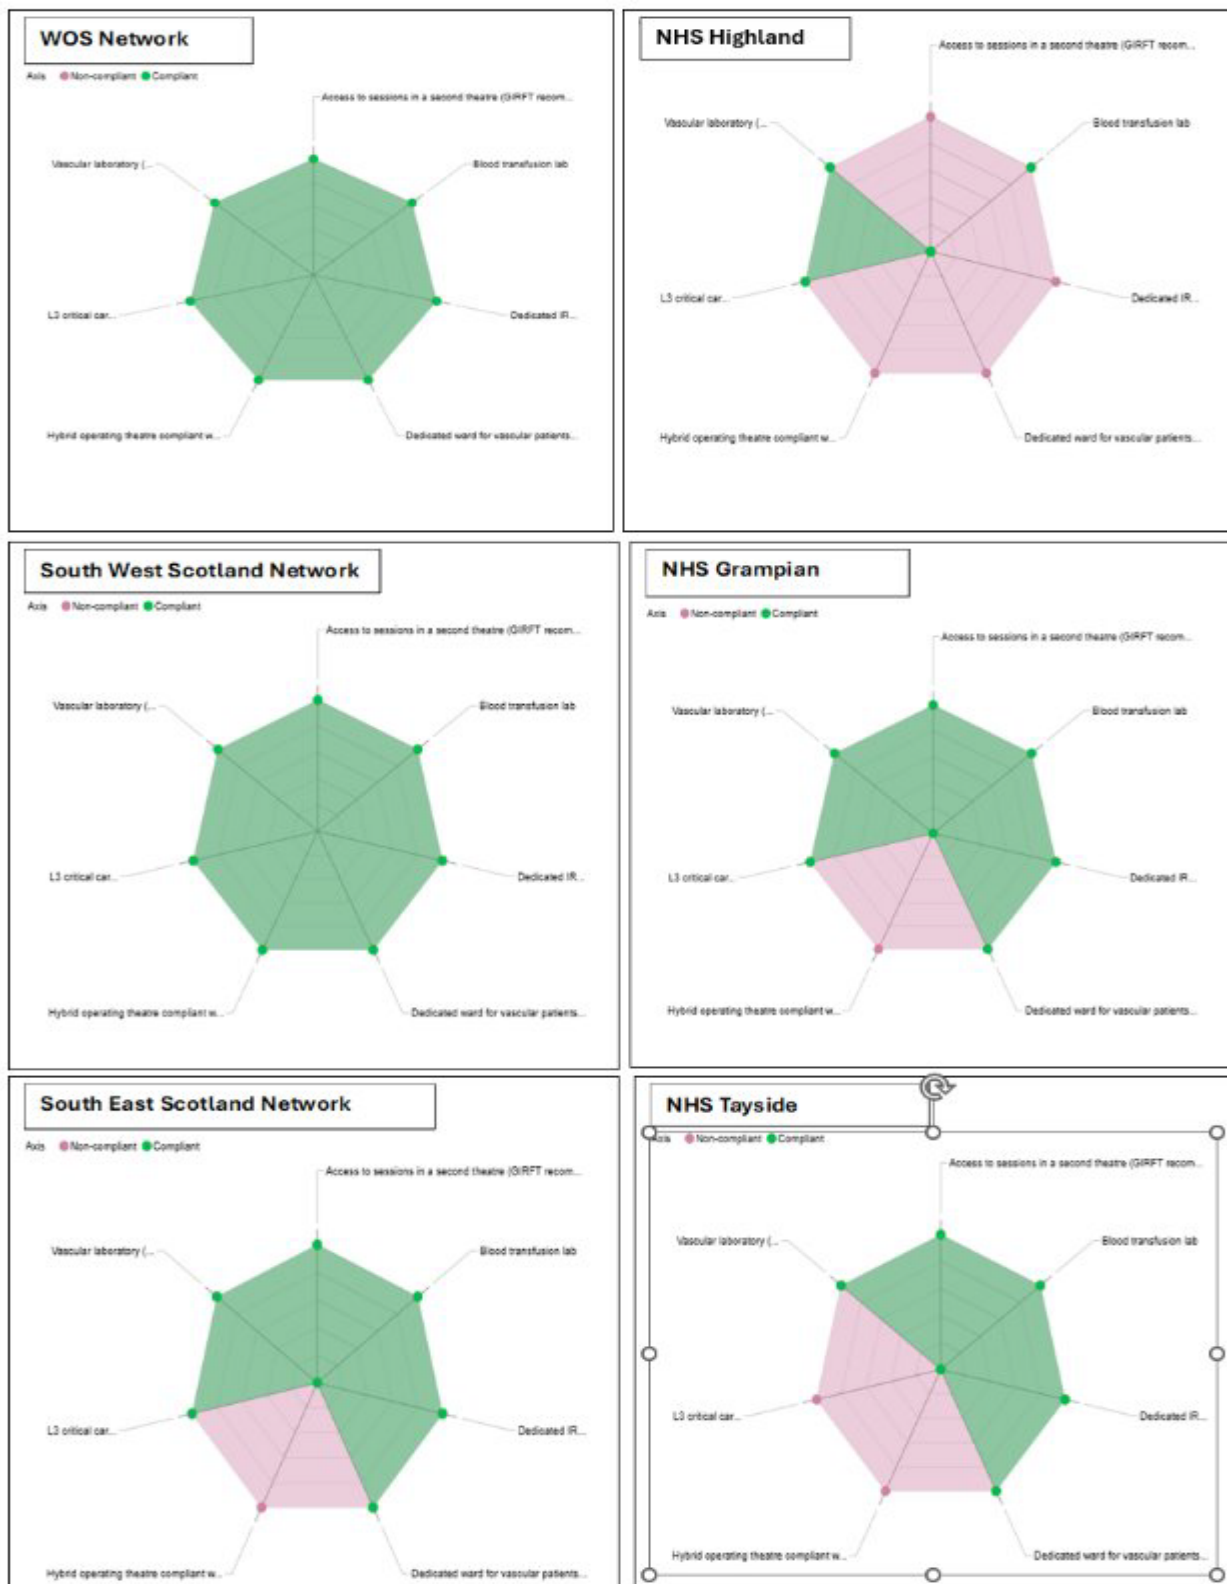 WOS Network
Axis Non-compliant Compliant
Access to sessions in a second theatre (GIRFT recom...
Vascular laboratory (...
Blood transfusion lab
L3 critical car...
Dedicated IR...
Hybrid operating theatre compliant w...
Dedicated ward for vascular patients...
NHS Highland
Access to sessions in a second theatre (GIRFT recom...
Vascular laboratory (...
Blood transfusion lab
L3 critical car...
Dedicated IR...
Hybrid operating theatre compliant w...
Dedicated ward for vascular patients...
South West Scotland Network
Axis Non-compliant Compliant
Access to sessions in a second theatre (GIRFT recom...
Vascular laboratory (...
Blood transfusion lab
L3 critical car...
Dedicated IR...
Hybrid operating theatre compliant w...
Dedicated ward for vascular patients...
NHS Grampian
Axis Non-compliant Compliant
Access to sessions in a second theatre (GIRFT recom...
Vascular laboratory (...
Blood transfusion lab
L3 critical car...
Dedicated IR...
Hybrid operating theatre compliant w...
Dedicated ward for vascular patients...
South East Scotland Network
Axis Non-compliant Compliant
Access to sessions in a second theatre (GIRFT recom...
Vascular laboratory (...
Blood transfusion lab
L3 critical car...
Dedicated IR...
Hybrid operating theatre compliant w...
Dedicated ward for vascular patients...
NHS Tayside
Axis Non-compliant Compliant
Access to sessions in a second theatre (GIRFT recom...
Vascular laboratory (...
Blood transfusion lab
L3 critical car...
Dedicated IR...
Hybrid operating theatre compliant w...
Dedicated ward for vascular patients...